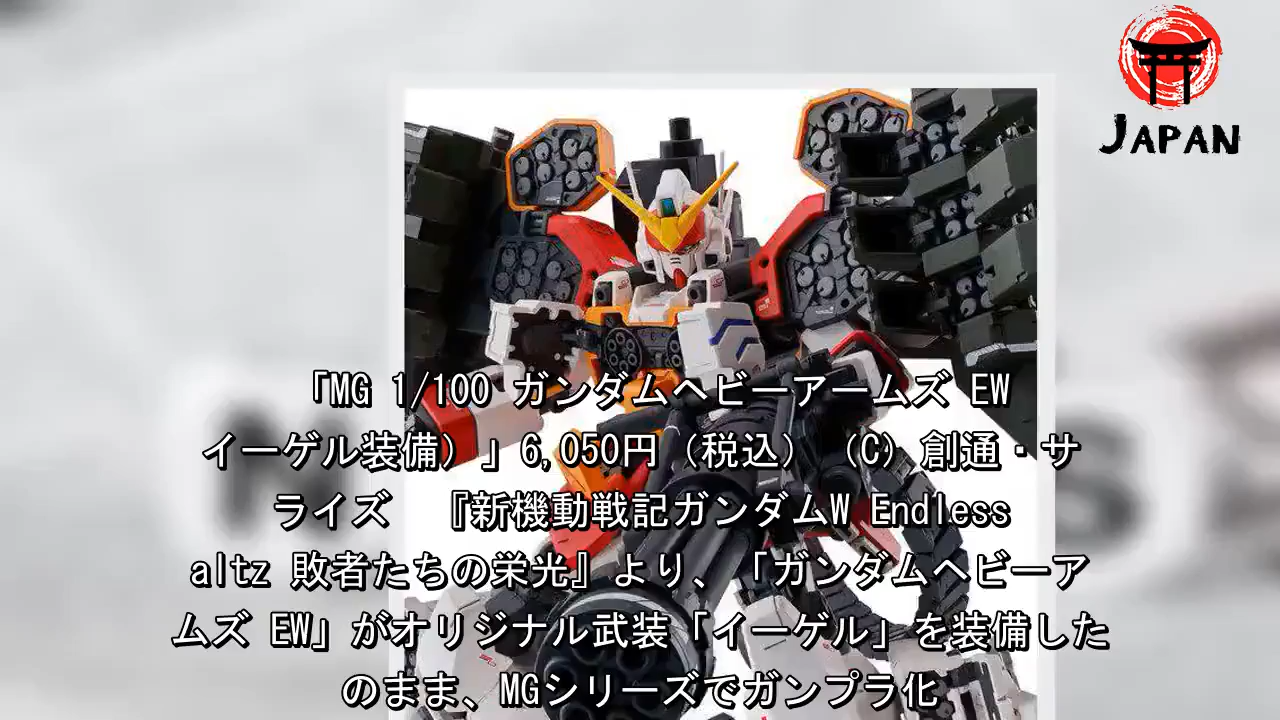 JAPAN
「MG 1/100 ガンダムヘビーアームズ EW
イーゲル装備）」6,050円（税込）（C）創通・サ
ライズ　『新機動戦記ガンダムW Endless
altz 敗者たちの栄光』より、「ガンダムヘビーア
ムズ EW」がオリジナル武装「イーゲル」を装備した
のまま、MGシリーズでガンプラ化